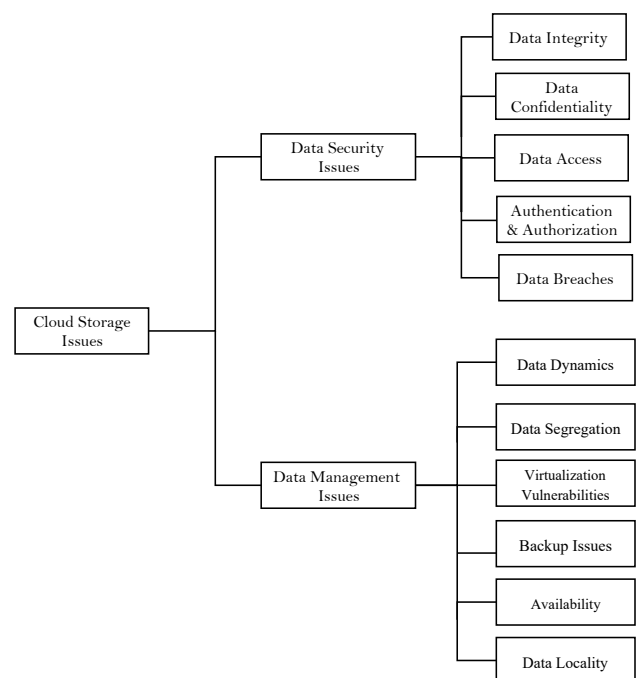 Cloud Storage
Issues
Data Security
Issues
Data Integrity
Data
Confidentiality
Data Access
Authentication
& Authorization
Data Breaches
Data Management
Issues
Data Dynamics
Data Segregation
Virtualization
Vulnerabilities
Backup Issues
Availability
Data Locality